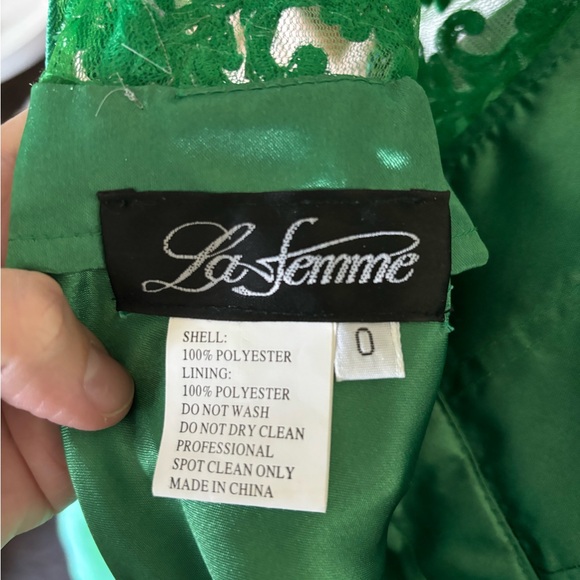 La Femme
0
SHELL:
100% POLYESTER
LINING:
100% POLYESTER
DO NOT WASH
DO NOT DRY CLEAN
PROFESSIONAL
SPOT CLEAN ONLY
MADE IN CHINA